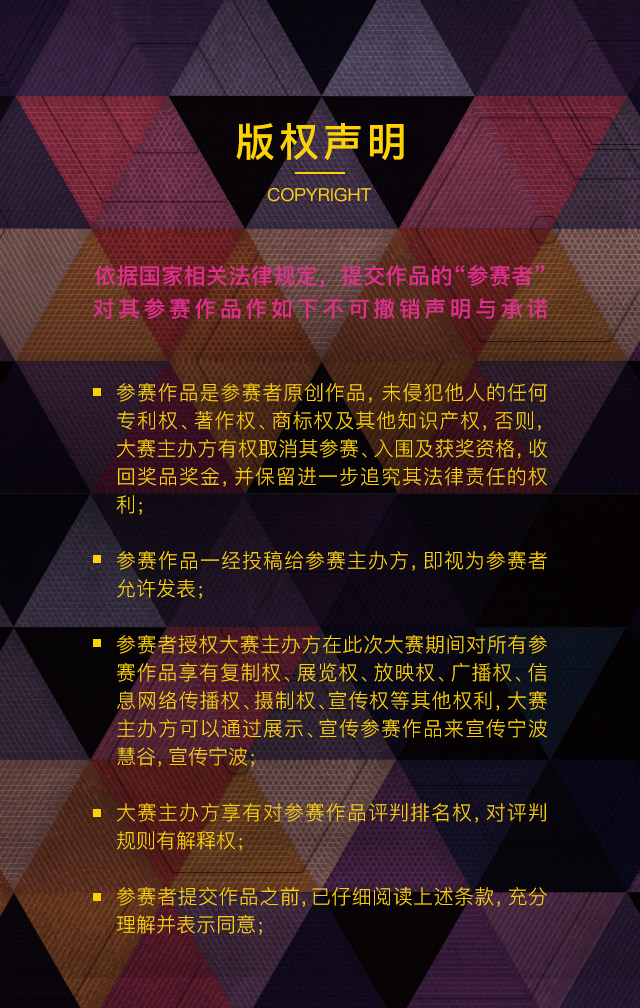 版权声明
COPYRIGHT
依据国家相关法律规定，提交作品的“参赛者”
对其参赛作品作如下不可撤销声明与承诺
参赛作品是参赛者原创作品，未侵犯他人的任何
专利权、著作权、商标权及其他知识产权，否则，
大赛主办方有权取消其参赛、入围及获奖资格，收
回奖品奖金，并保留进一步追究其法律责任的权
利；
参赛作品一经投稿给参赛主办方，即视为参赛者
允许发表；
参赛者授权大赛主办方在此次大赛期间对所有参
赛作品享有复制权、展览权、放映权、广播权、信
息网络传播权、摄制权、宣传权等其他权利，大赛
主办方可以通过展示、宣传参赛作品来宣传宁波
慧谷，宣传宁波；
大赛主办方享有对参赛作品评判排名权，对评判
规则有解释权；
参赛者提交作品之前，已仔细阅读上述条款，充分
理解并表示同意；